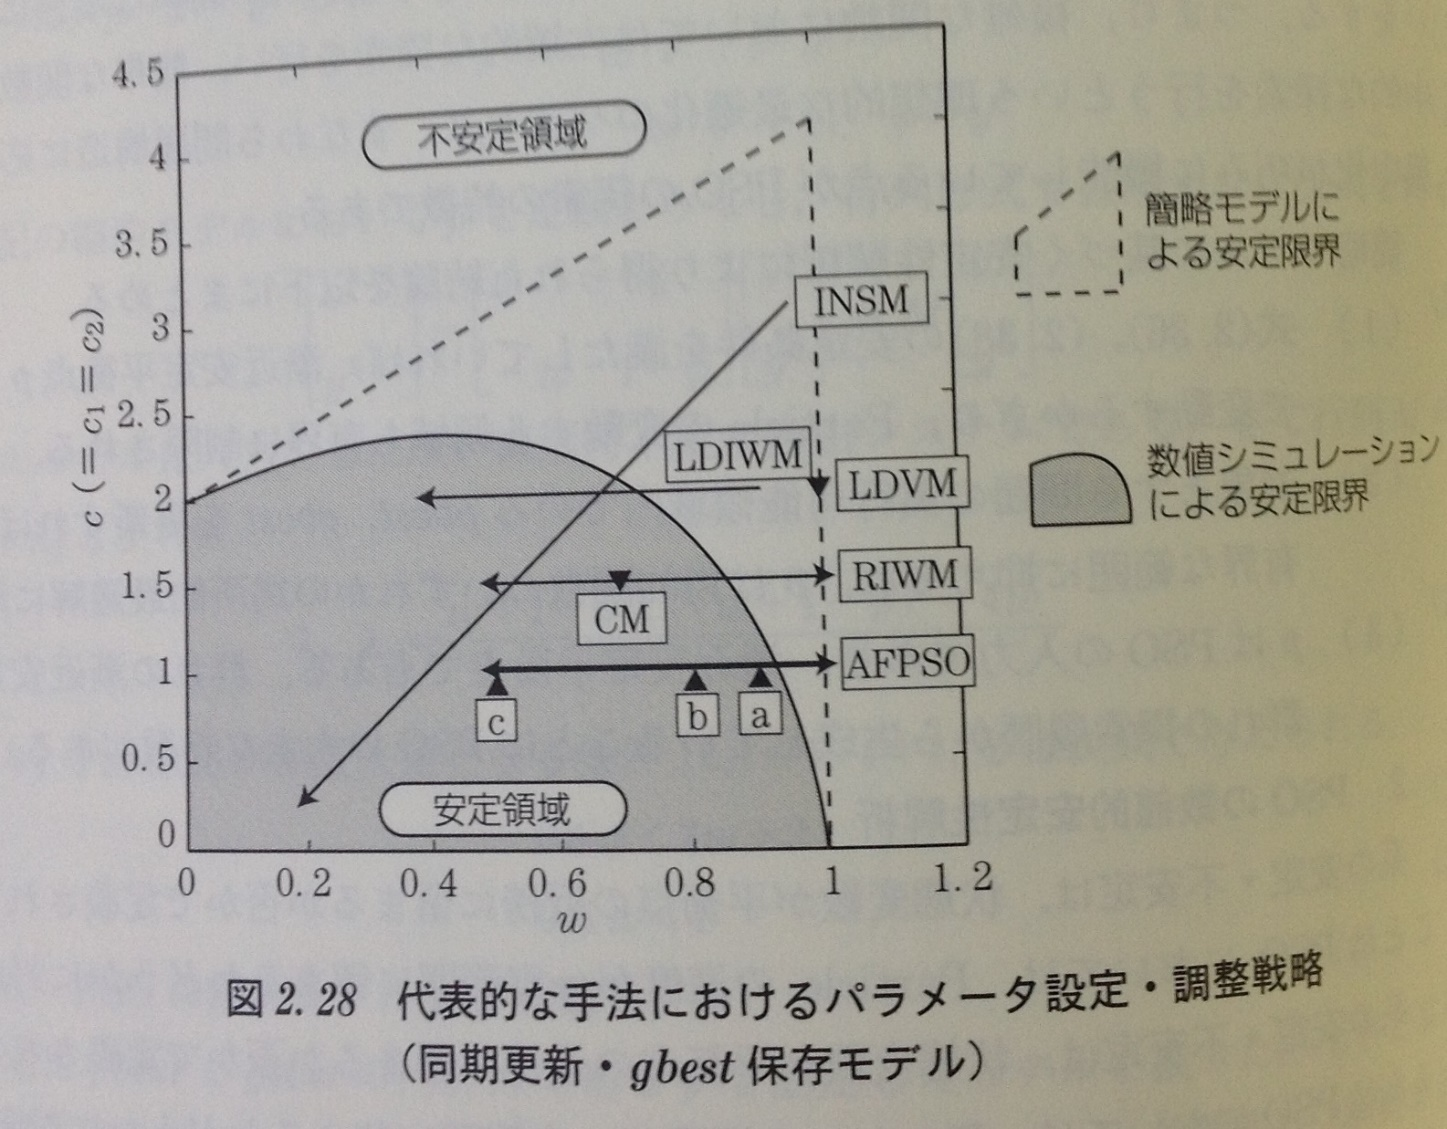 4.5
4
3.5
3
2.5
2
1.5
1
0.5
0
c (= c₁ = c₂)
0 0.2 0.4 0.6 0.8 1 1.2
w
不安定領域
INSM
LDIWM
LDVM
RIWM
CM
AFPSO
c b a
安定領域
簡略モデルに
よる安定限界
数値シミュレーション
による安定限界
図2.28 代表的な手法におけるパラメータ設定・調整戦略
(同期更新・gbest保存モデル)